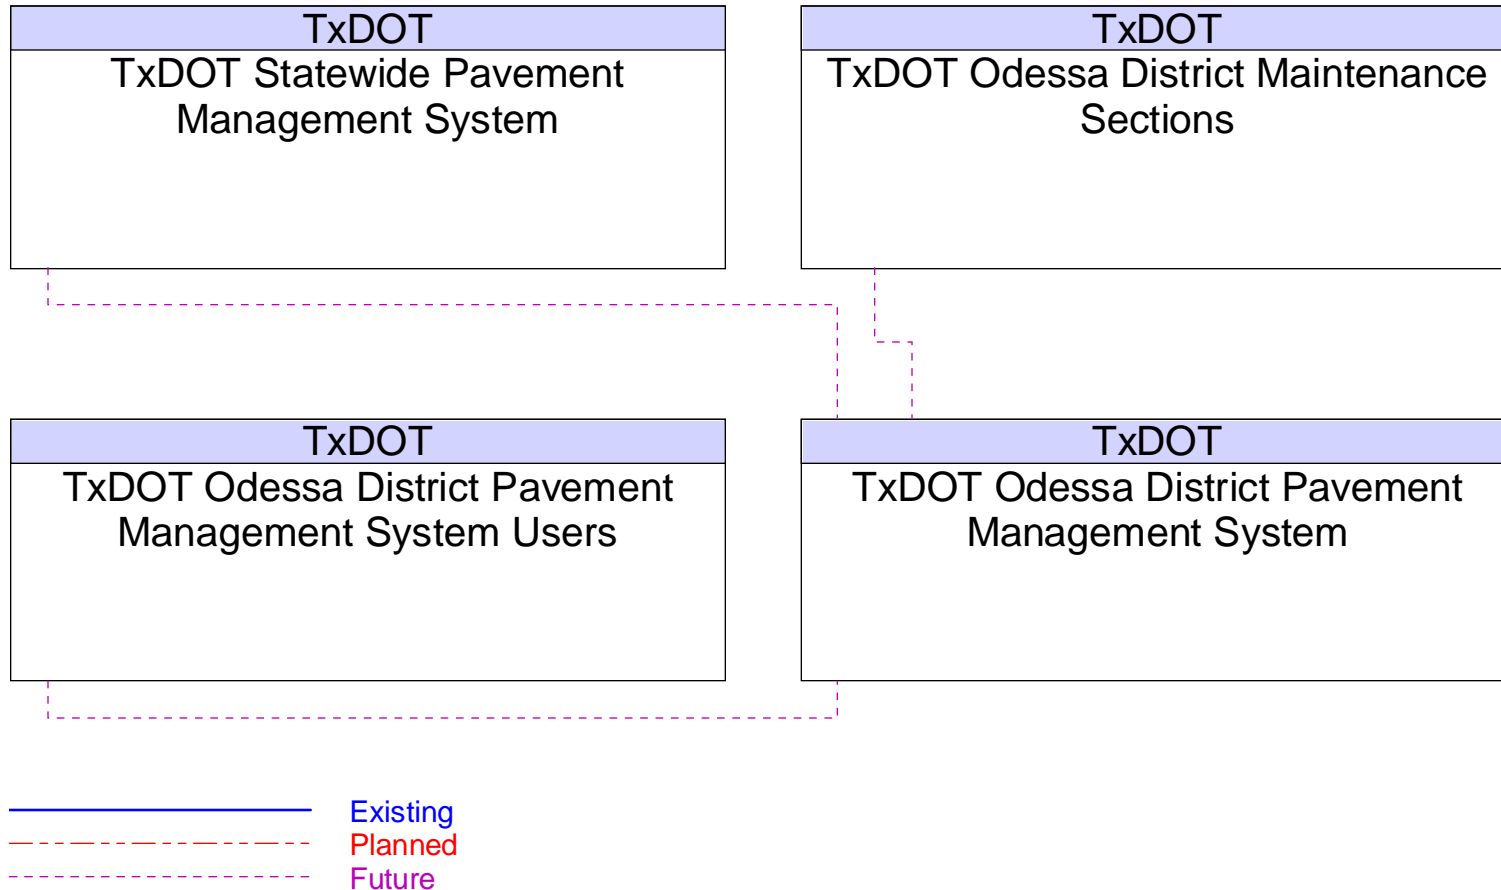 TxDOT
TxDOT Statewide Pavement
Management System
TxDOT
TxDOT Odessa District Maintenance
Sections
TxDOT
TxDOT Odessa District Pavement
Management System Users
TxDOT
TxDOT Odessa District Pavement
Management System
Existing
Planned
Future